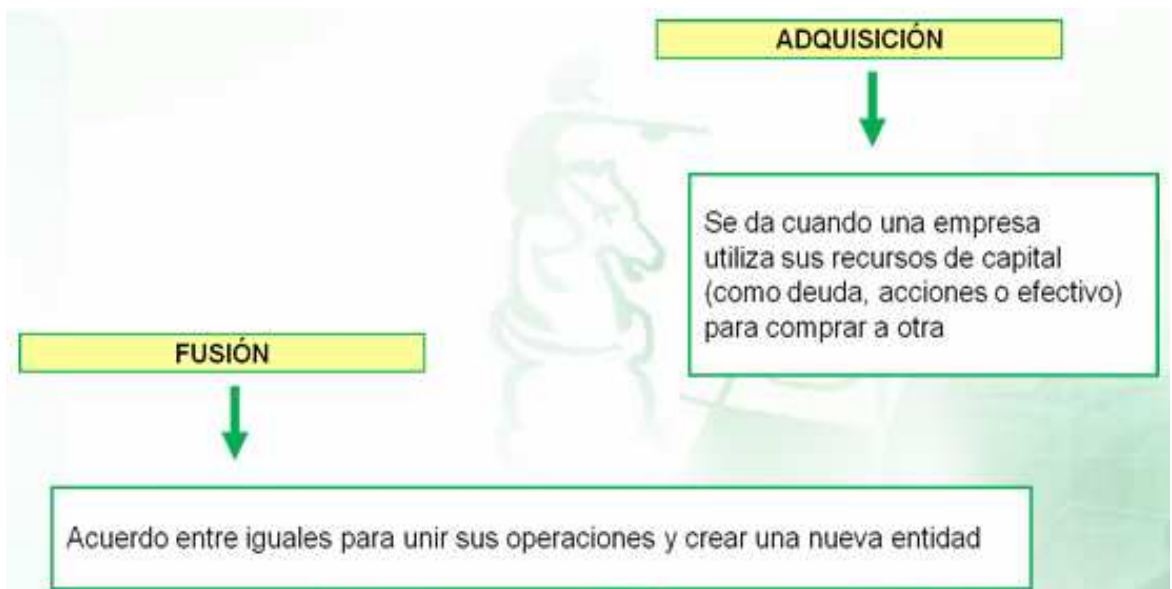 ADQUISICIÓN
Se da cuando una empresa
utiliza sus recursos de capital
(como deuda, acciones o efectivo)
para comprar a otra
FUSIÓN
Acuerdo entre iguales para unir sus operaciones y crear una nueva entidad